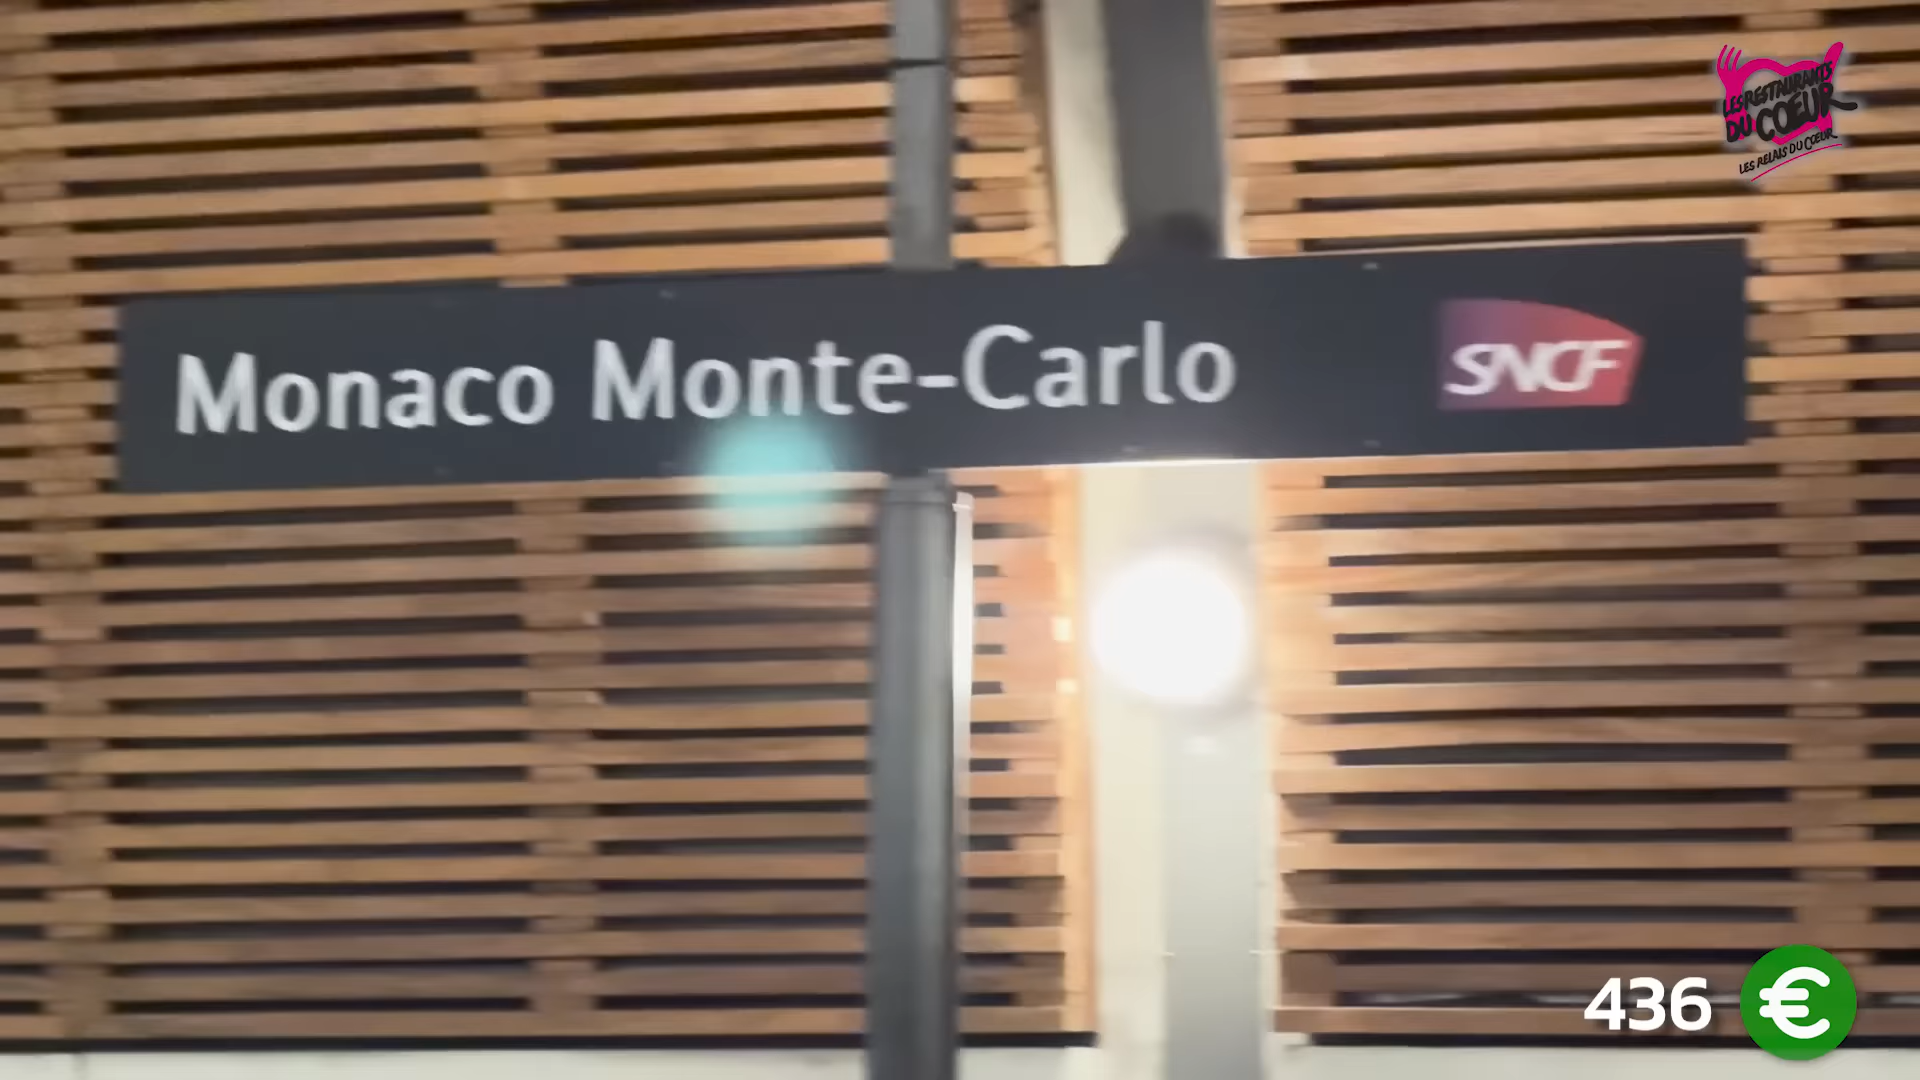 LES RESTAURANTS
DU COEUR
LES RELAIS DU COEUR
Monaco Monte-Carlo
SNCF
436 €